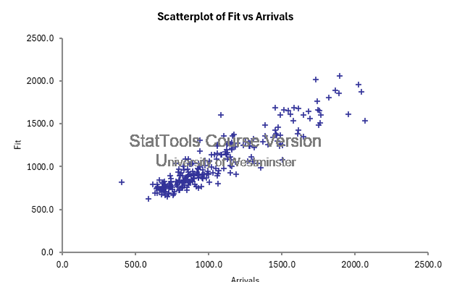 Scatterplot of Fit vs Arrivals
2500.0
2000.0
1500.0
1000.0
500.0
0.0
Fit
StatTools Course Version
University of Westminster
0.0 500.0 1000.0 1500.0 2000.0 2500.0
Arrivals